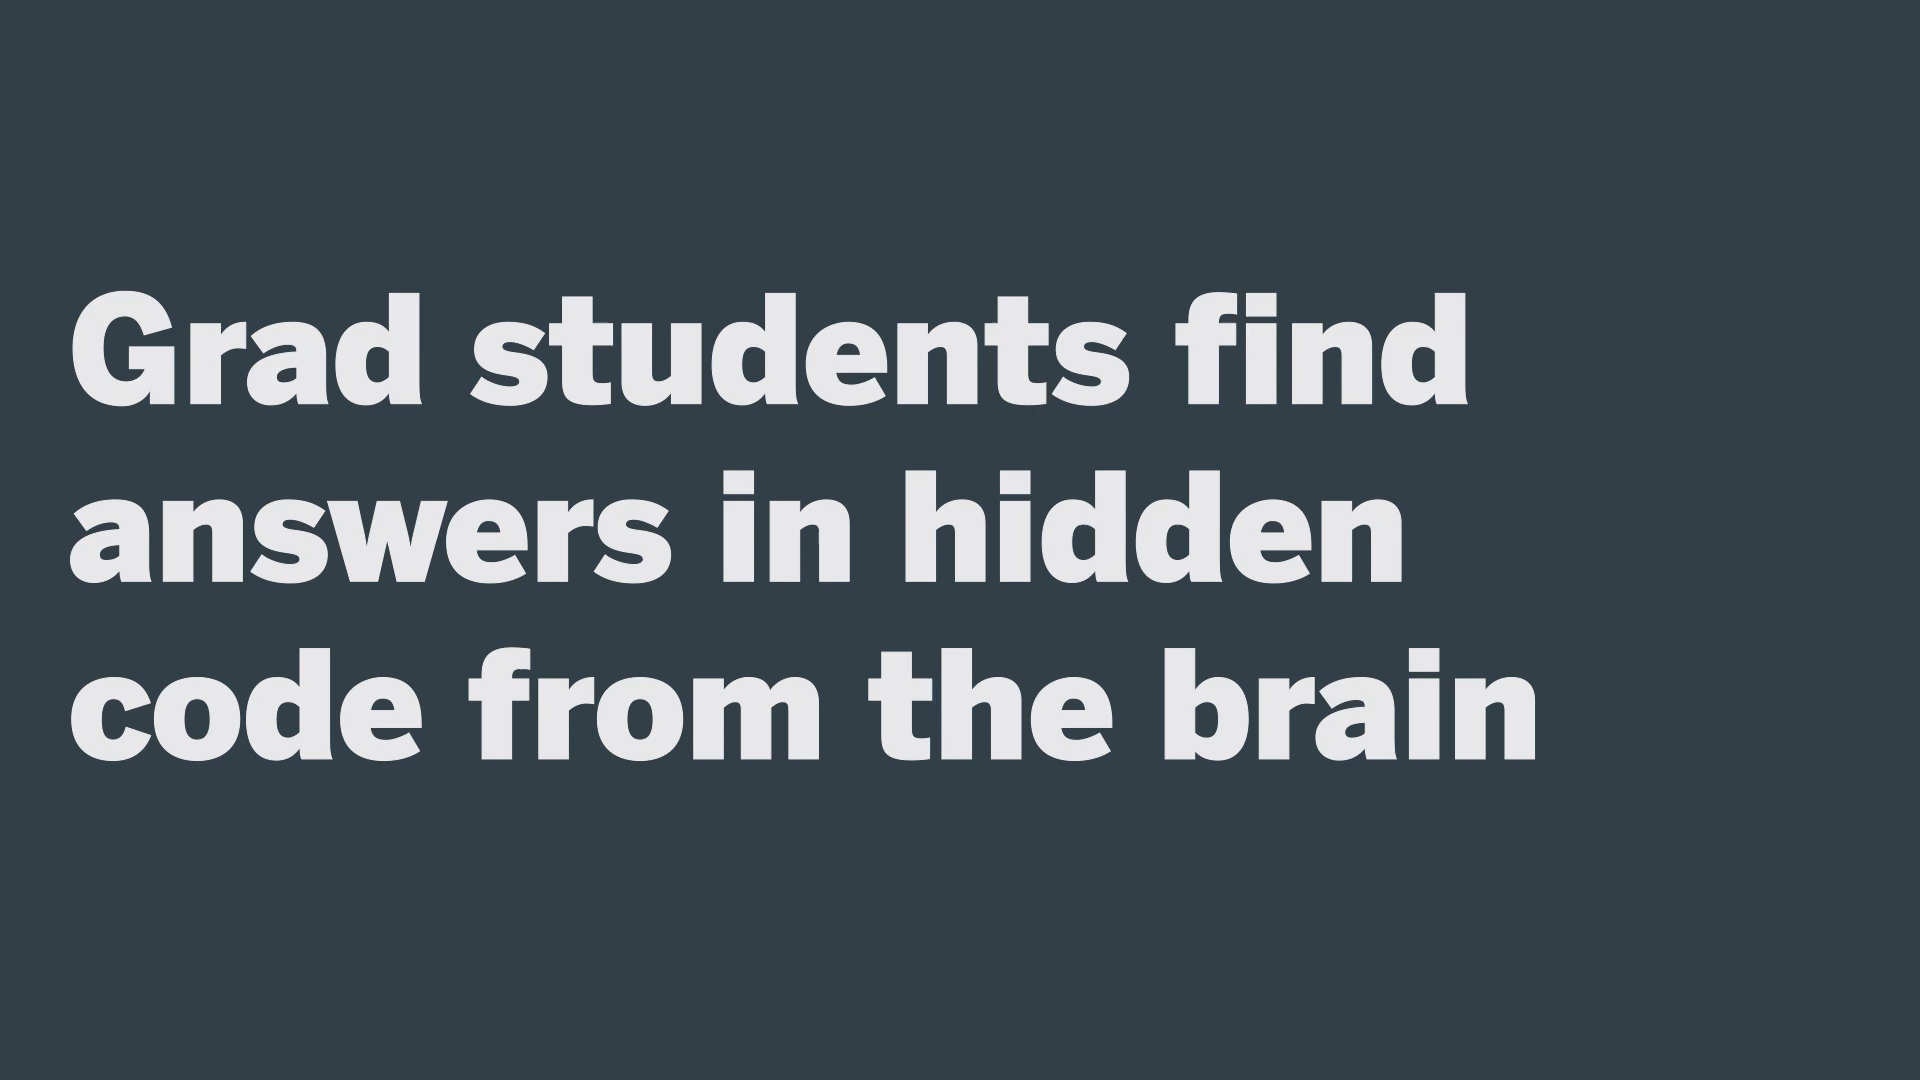 Grad students find
answers in hidden
code from the brain